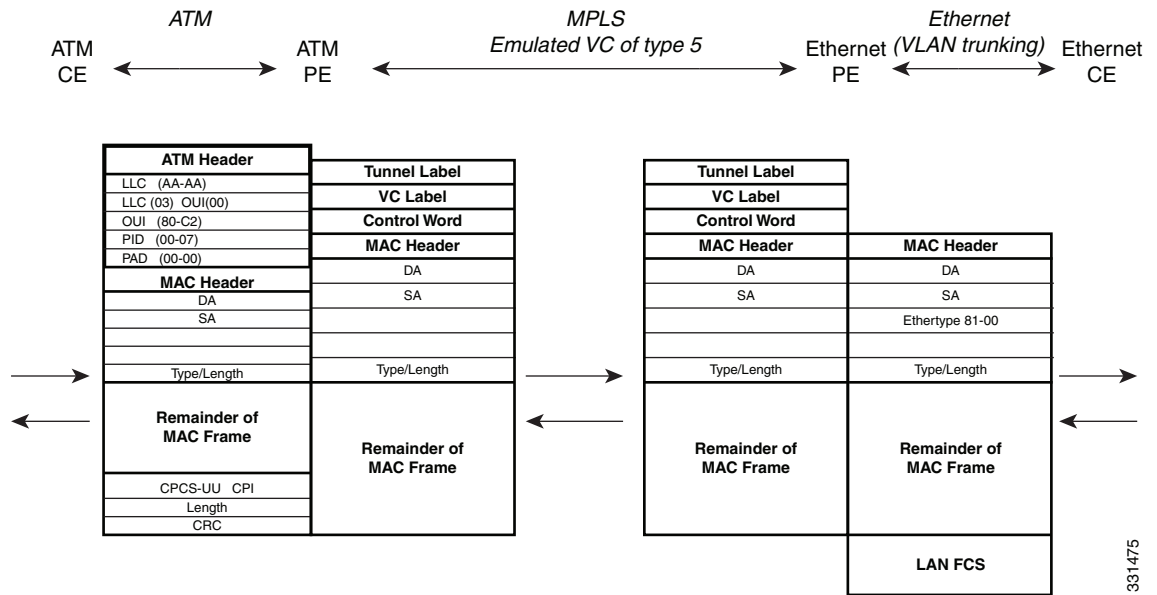 ATM
MPLS
Emulated VC of type 5
Ethernet
(VLAN trunking)
ATM
CE
ATM
PE
Ethernet
PE
Ethernet
CE
ATM Header
LLC (AA-AA)
LLC (03) OUI(00)
OUI (80-C2)
PID (00-07)
PAD (00-00)
MAC Header
DA
SA
Type/Length
Remainder of
MAC Frame
CPCS-UU CPI
Length
CRC
Tunnel Label
VC Label
Control Word
MAC Header
DA
SA
Type/Length
Remainder of
MAC Frame
Tunnel Label
VC Label
Control Word
MAC Header
DA
SA
Type/Length
Remainder of
MAC Frame
MAC Header
DA
SA
Ethertype 81-00
Type/Length
Remainder of
MAC Frame
LAN FCS
331475